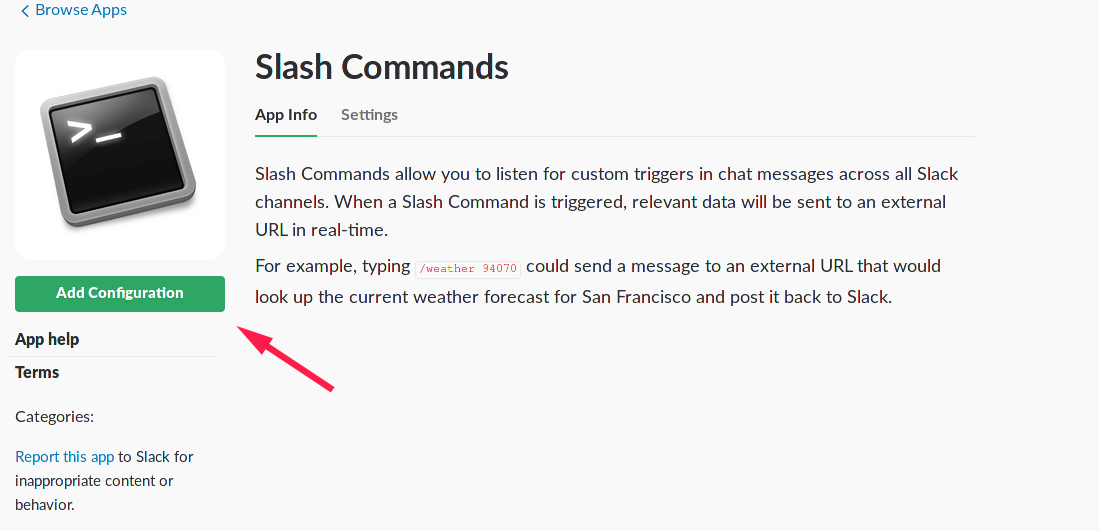 Browse Apps
>_
Slash Commands
App Info Settings
Slash Commands allow you to listen for custom triggers in chat messages across all Slack
channels. When a Slash Command is triggered, relevant data will be sent to an external
URL in real-time.
For example, typing /weather 94070 could send a message to an external URL that would
look up the current weather forecast for San Francisco and post it back to Slack.
Add Configuration
App help
Terms
Categories:
Report this app to Slack for
inappropriate content or
behavior.